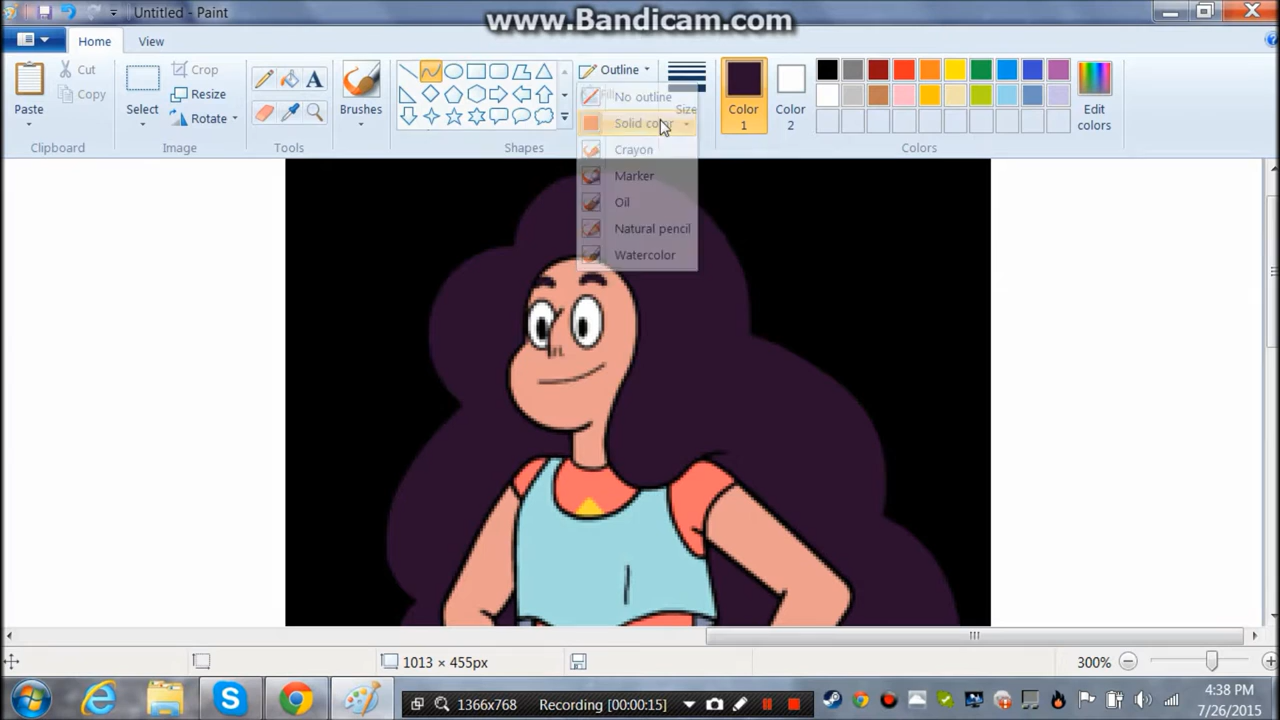 www.Bandicam.com
Untitled - Paint
Home
View
Paste
Cut
Copy
Clipboard
Select
Crop
Resize
Rotate
Image
A
Tools
Brushes
Shapes
Outline
Fill
No outline
Solid color
Crayon
Marker
Oil
Natural pencil
Watercolor
Size
Color 1
Color 2
Edit colors
Colors
1013 × 455px
300%
1366x768
Recording [00:00:15]
4:38 PM
7/26/2015